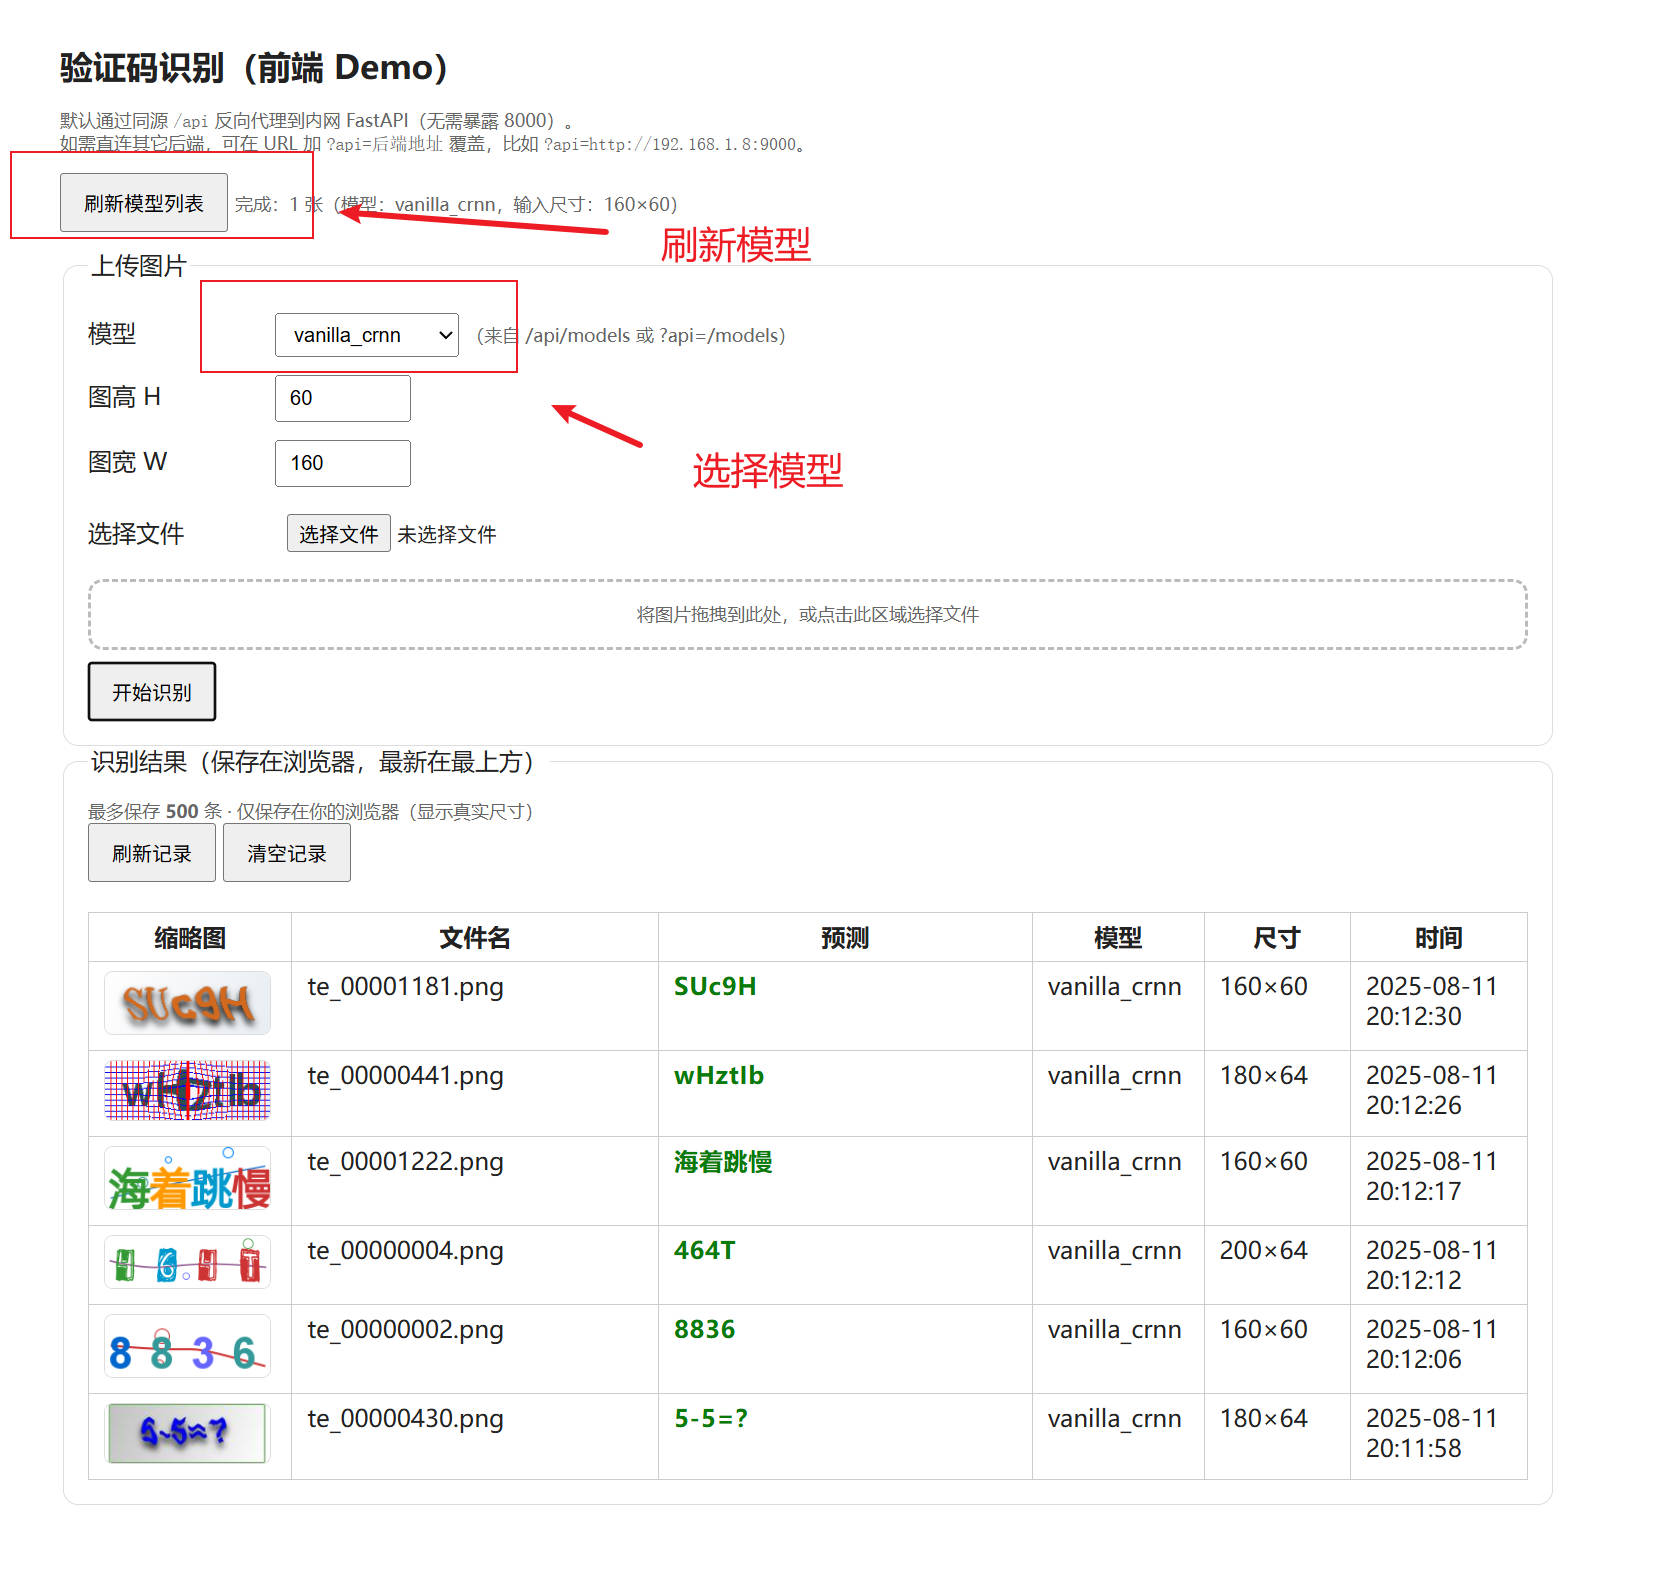 验证码识别（前端 Demo）
默认通过同源 /api 反向代理到内网 FastAPI（无需暴露 8000）。
如需直连其它后端，可在 URL 加 ?api=后端地址 覆盖，比如 ?api=http://192.168.1.8:9000。
刷新模型列表 完成：1 张（模型：vanilla_crnn，输入尺寸：160×60）
刷新模型
上传图片
模型 vanilla_crnn （来自 /api/models 或 ?api=/models）
图高 H 60
图宽 W 160
选择模型
选择文件 选择文件 未选择文件
将图片拖拽到此处，或点击此区域选择文件
开始识别
识别结果（保存在浏览器，最新在最上方）
最多保存 500 条 · 仅保存在你的浏览器（显示真实尺寸）
刷新记录 清空记录
缩略图 文件名 预测 模型 尺寸 时间
SUc9H te_00001181.png SUc9H vanilla_crnn 160×60 2025-08-11 20:12:30
wHztIb te_00000441.png wHztIb vanilla_crnn 180×64 2025-08-11 20:12:26
海着跳慢 te_00001222.png 海着跳慢 vanilla_crnn 160×60 2025-08-11 20:12:17
te_00000004.png 464T vanilla_crnn 200×64 2025-08-11 20:12:12
8836 te_00000002.png 8836 vanilla_crnn 160×60 2025-08-11 20:12:06
5-5=? te_00000430.png 5-5=? vanilla_crnn 180×64 2025-08-11 20:11:58